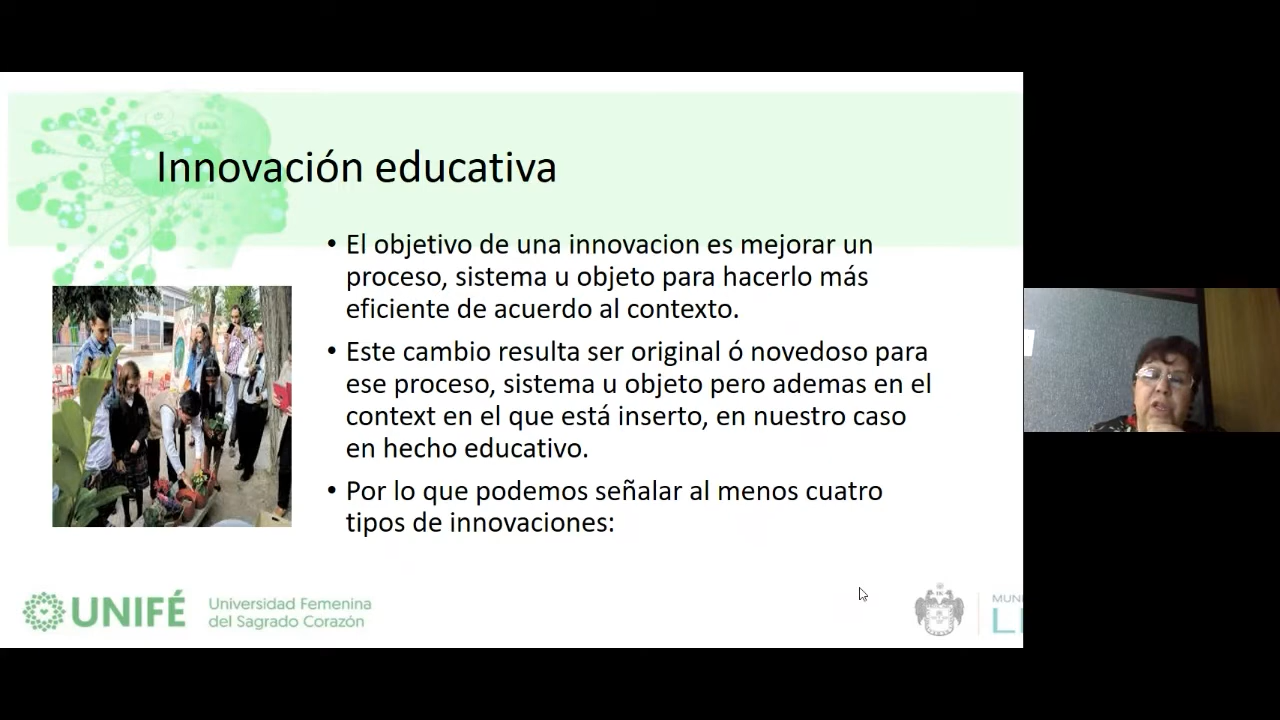 Innovación educativa
• El objetivo de una innovacion es mejorar un
proceso, sistema u objeto para hacerlo más
eficiente de acuerdo al contexto.
• Este cambio resulta ser original ó novedoso para
ese proceso, sistema u objeto pero ademas en el
context en el que está inserto, en nuestro caso
en hecho educativo.
• Por lo que podemos señalar al menos cuatro
tipos de innovaciones:
UNIFÉ
Universidad Femenina
del Sagrado Corazón